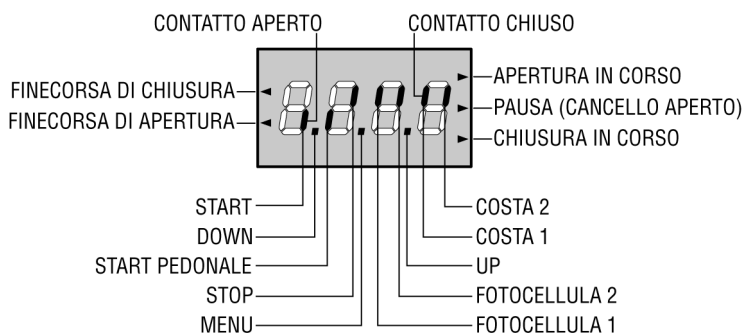 CONTATTO APERTO
CONTATTO CHIUSO
FINECORSA DI CHIUSURA
FINECORSA DI APERTURA
APERTURA IN CORSO
PAUSA (CANCELLO APERTO)
CHIUSURA IN CORSO
START
DOWN
START PEDONALE
STOP
MENU
COSTA 2
COSTA 1
UP
FOTOCELLULA 2
FOTOCELLULA 1